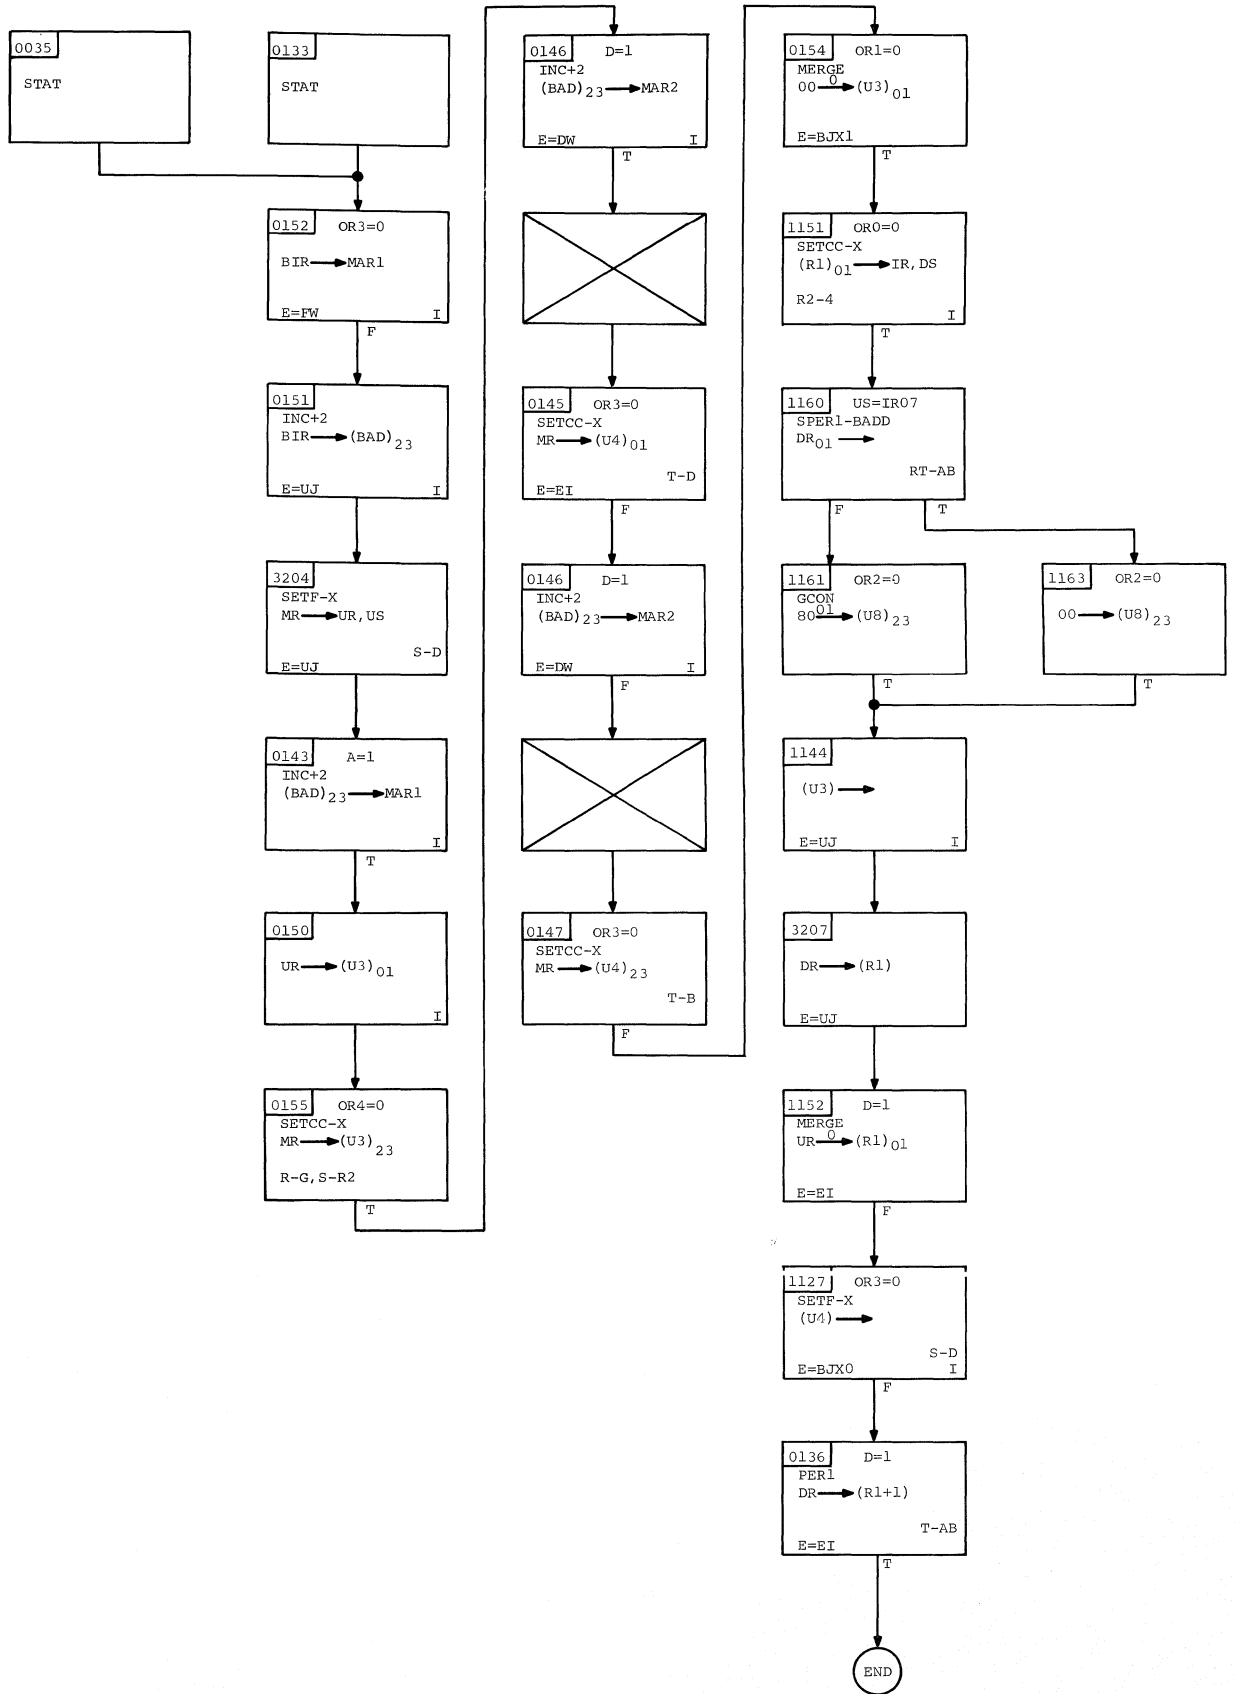 0035
STAT
0133
STAT
0152 OR3=0
BIR MAR1
E=FW I
F
0151
INC+2
BIR (BAD)23
E=UJ I
3204
SETF-X
MR UR,US
S-D
E=UJ
0143 A=1
INC+2
(BAD)23 MAR1
I
T
0150
UR (U3)01
I
0155 OR4=0
SETCC-X
MR (U3)23
R-G,S-R2
T
0146 D=1
INC+2
(BAD)23 MAR2
E=DW I
T
0145 OR3=0
SETCC-X
MR (U4)01
T-D
E=EI
F
0146 D=1
INC+2
(BAD)23 MAR2
E=DW I
F
0147 OR3=0
SETCC-X
MR (U4)23
T-B
F
0154 OR1=0
MERGE
00 0 (U3)01
E=BJX1
T
1151 OR0=0
SETCC-X
(R1)01 IR,DS
R2-4
I
T
1160 US=IR07
SPER1-BADD
DR01
RT-AB
F T
1161 OR2=0
GCON
80 01 (U8)23
T
1163 OR2=0
00 (U8)23
T
1144
(U3)
E=UJ I
3207
DR (R1)
E=UJ
1152 D=1
MERGE
UR 0 (R1)01
E=EI
F
1127 OR3=0
SETF-X
(U4)
S-D
E=BJX0 I
F
0136 D=1
PER1
DR (R1+1)
T-AB
E=EI
T
END